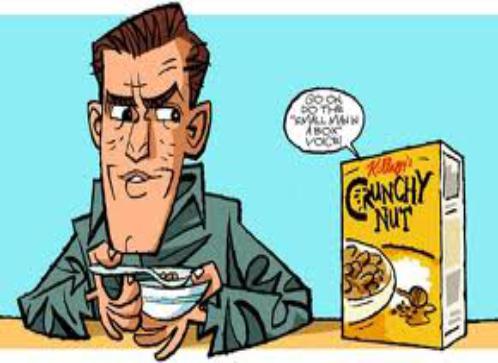 GO ON
DO THE
"SMALL MAN IN
A BOX"
VOICE!
Kellogg's
CRUNCHY
NUT